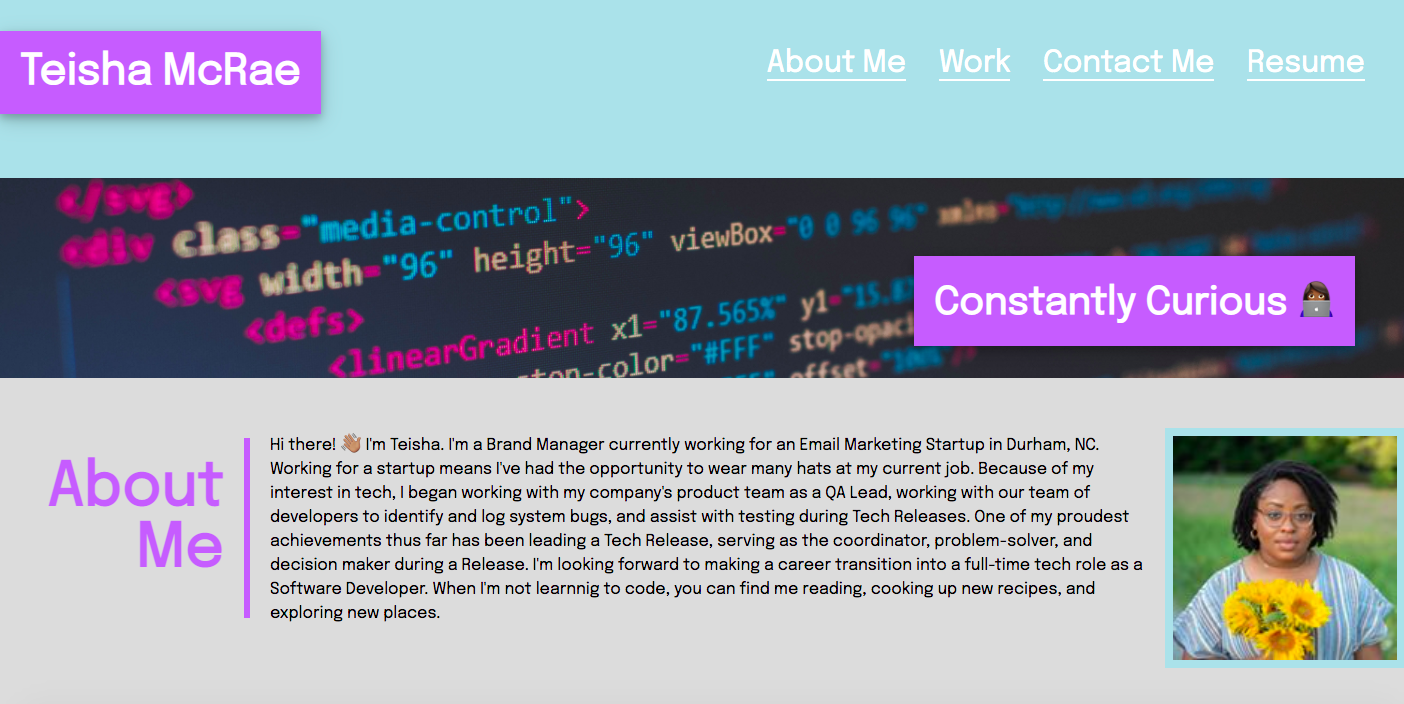 Teisha McRae
About Me Work Contact Me Resume
</svg>
<div class="media-control">
<svg width="96" height="96" viewBox="0 0 96 96" xmlns=
<defs>
<linearGradient x1="87.565%" y1="15.8
stop-color="#FFF" stop-opaci
offset="100%"/>
Constantly Curious
About
Me
Hi there! 👋🏽 I'm Teisha. I'm a Brand Manager currently working for an Email Marketing Startup in Durham, NC.
Working for a startup means I've had the opportunity to wear many hats at my current job. Because of my
interest in tech, I began working with my company's product team as a QA Lead, working with our team of
developers to identify and log system bugs, and assist with testing during Tech Releases. One of my proudest
achievements thus far has been leading a Tech Release, serving as the coordinator, problem-solver, and
decision maker during a Release. I'm looking forward to making a career transition into a full-time tech role as a
Software Developer. When I'm not learnnig to code, you can find me reading, cooking up new recipes, and
exploring new places.